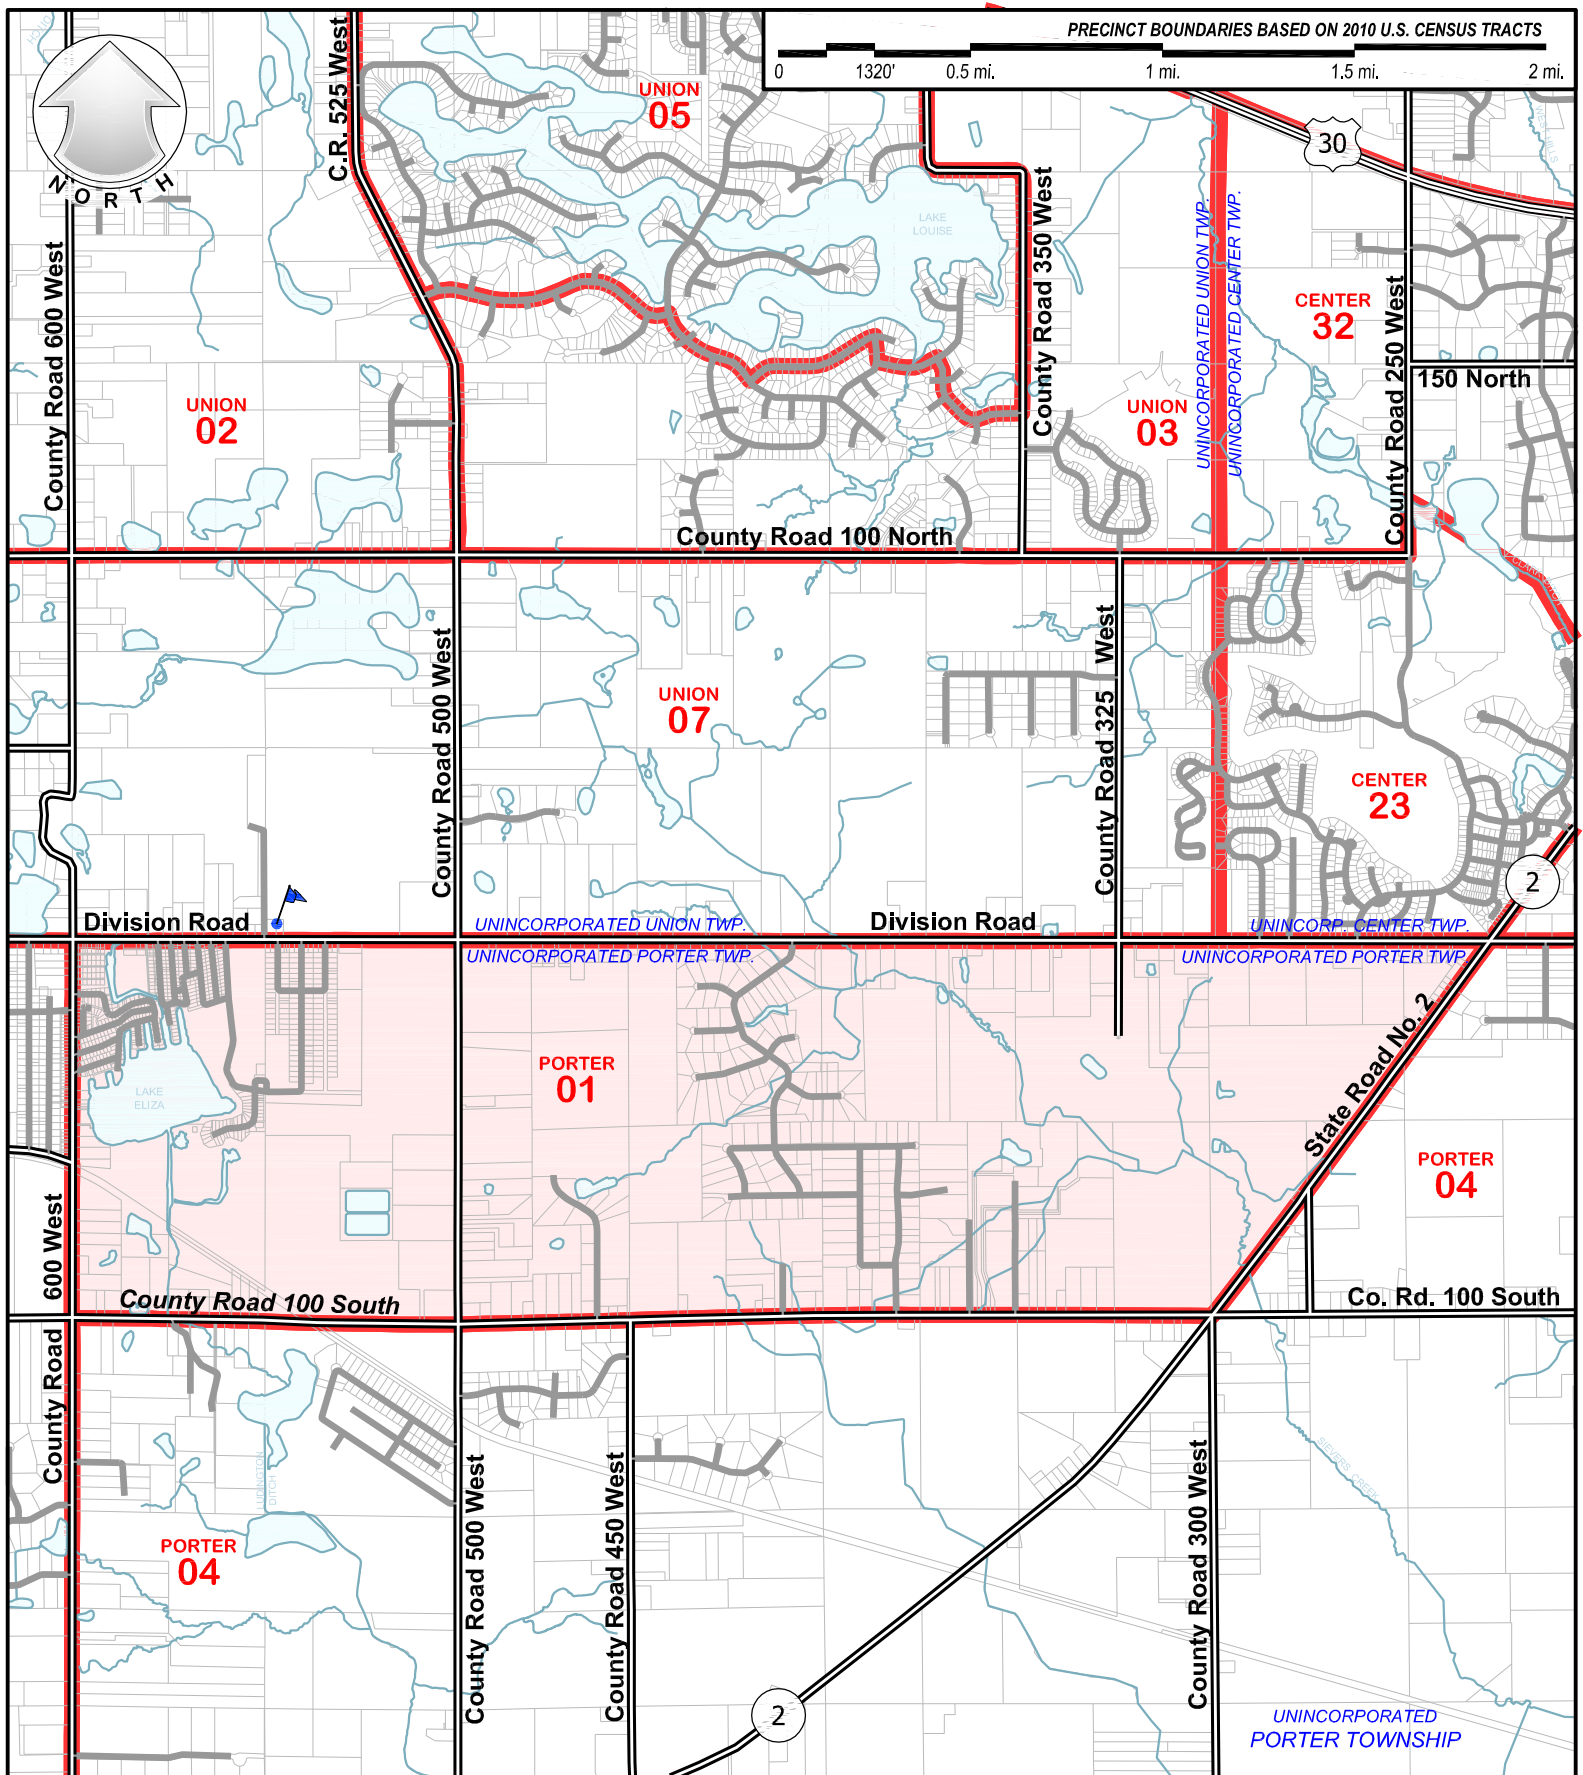 PRECINCT BOUNDARIES BASED ON 2010 U.S. CENSUS TRACTS
0 1320' 0.5 mi. 1 mi. 1.5 mi. 2 mi.
NORTH
C.R. 525 West
UNION
05
30
LAKE
LOUISE
County Road 350 West
UNINCORPORATED UNION TWP.
UNINCORPORATED CENTER TWP.
CENTER
32
County Road 250 West
150 North
County Road 600 West
UNION
02
UNION
03
County Road 100 North
County Road 500 West
UNION
07
County Road 325 West
CENTER
23
2
Division Road
UNINCORPORATED UNION TWP.
Division Road
UNINCORP. CENTER TWP.
UNINCORPORATED PORTER TWP.
UNINCORPORATED PORTER TWP.
LAKE
ELIZA
PORTER
01
State Road No. 2
PORTER
04
600 West
County Road
County Road 100 South
Co. Rd. 100 South
LUDINGTON
DITCH
SIEVERS CREEK
PORTER
04
County Road 500 West
County Road 450 West
County Road 300 West
2
UNINCORPORATED
PORTER TOWNSHIP